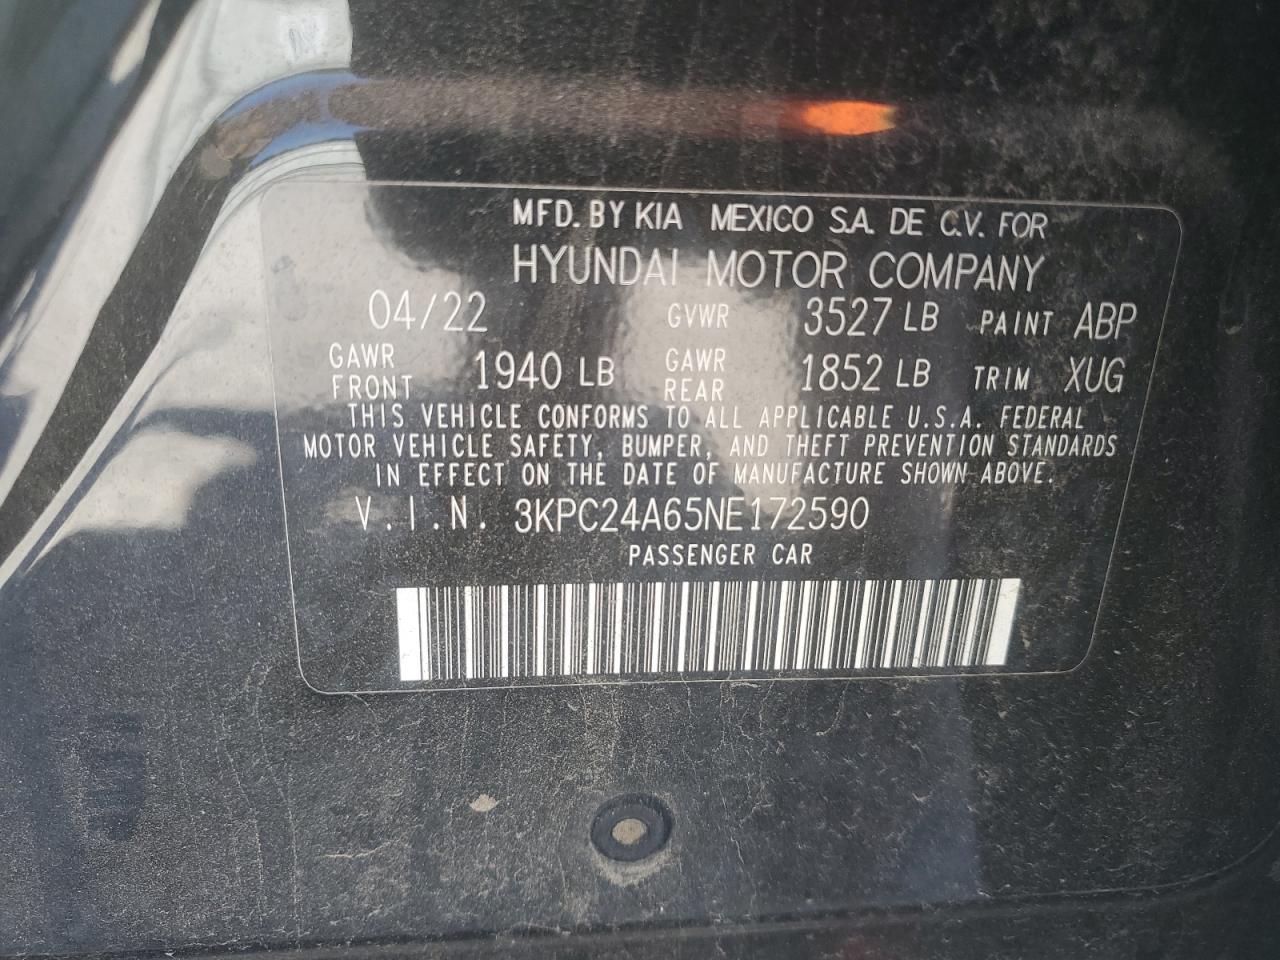 MFD. BY KIA MEXICO S.A. DE C.V. FOR
HYUNDAI MOTOR COMPANY
04/22 GVWR 3527 LB PAINT ABP
GAWR FRONT 1940 LB GAWR REAR 1852 LB TRIM XUG
THIS VEHICLE CONFORMS TO ALL APPLICABLE U.S.A. FEDERAL
MOTOR VEHICLE SAFETY, BUMPER, AND THEFT PREVENTION STANDARDS
IN EFFECT ON THE DATE OF MANUFACTURE SHOWN ABOVE.
V.I.N. 3KPC24A65NE172590
PASSENGER CAR